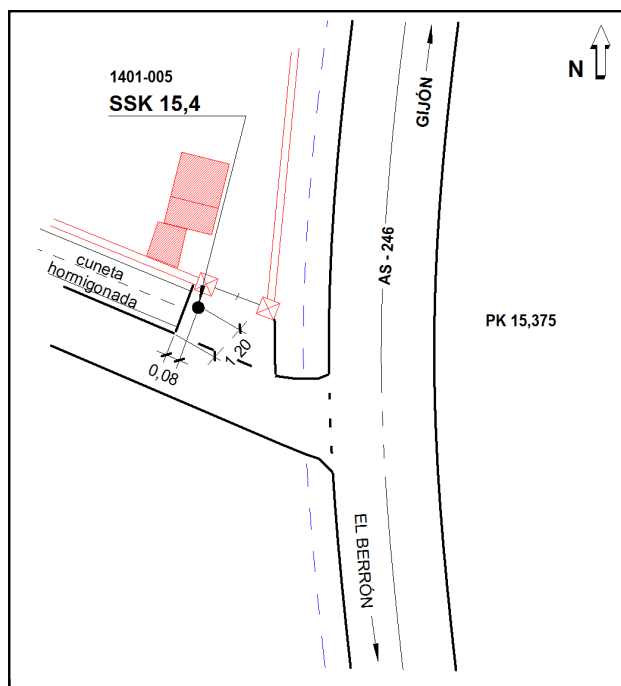 1401-005
SSK 15,4
N
GIJÓN
AS - 246
cuneta
hormigonada
PK 15,375
1,20
0,08
EL BERRÓN